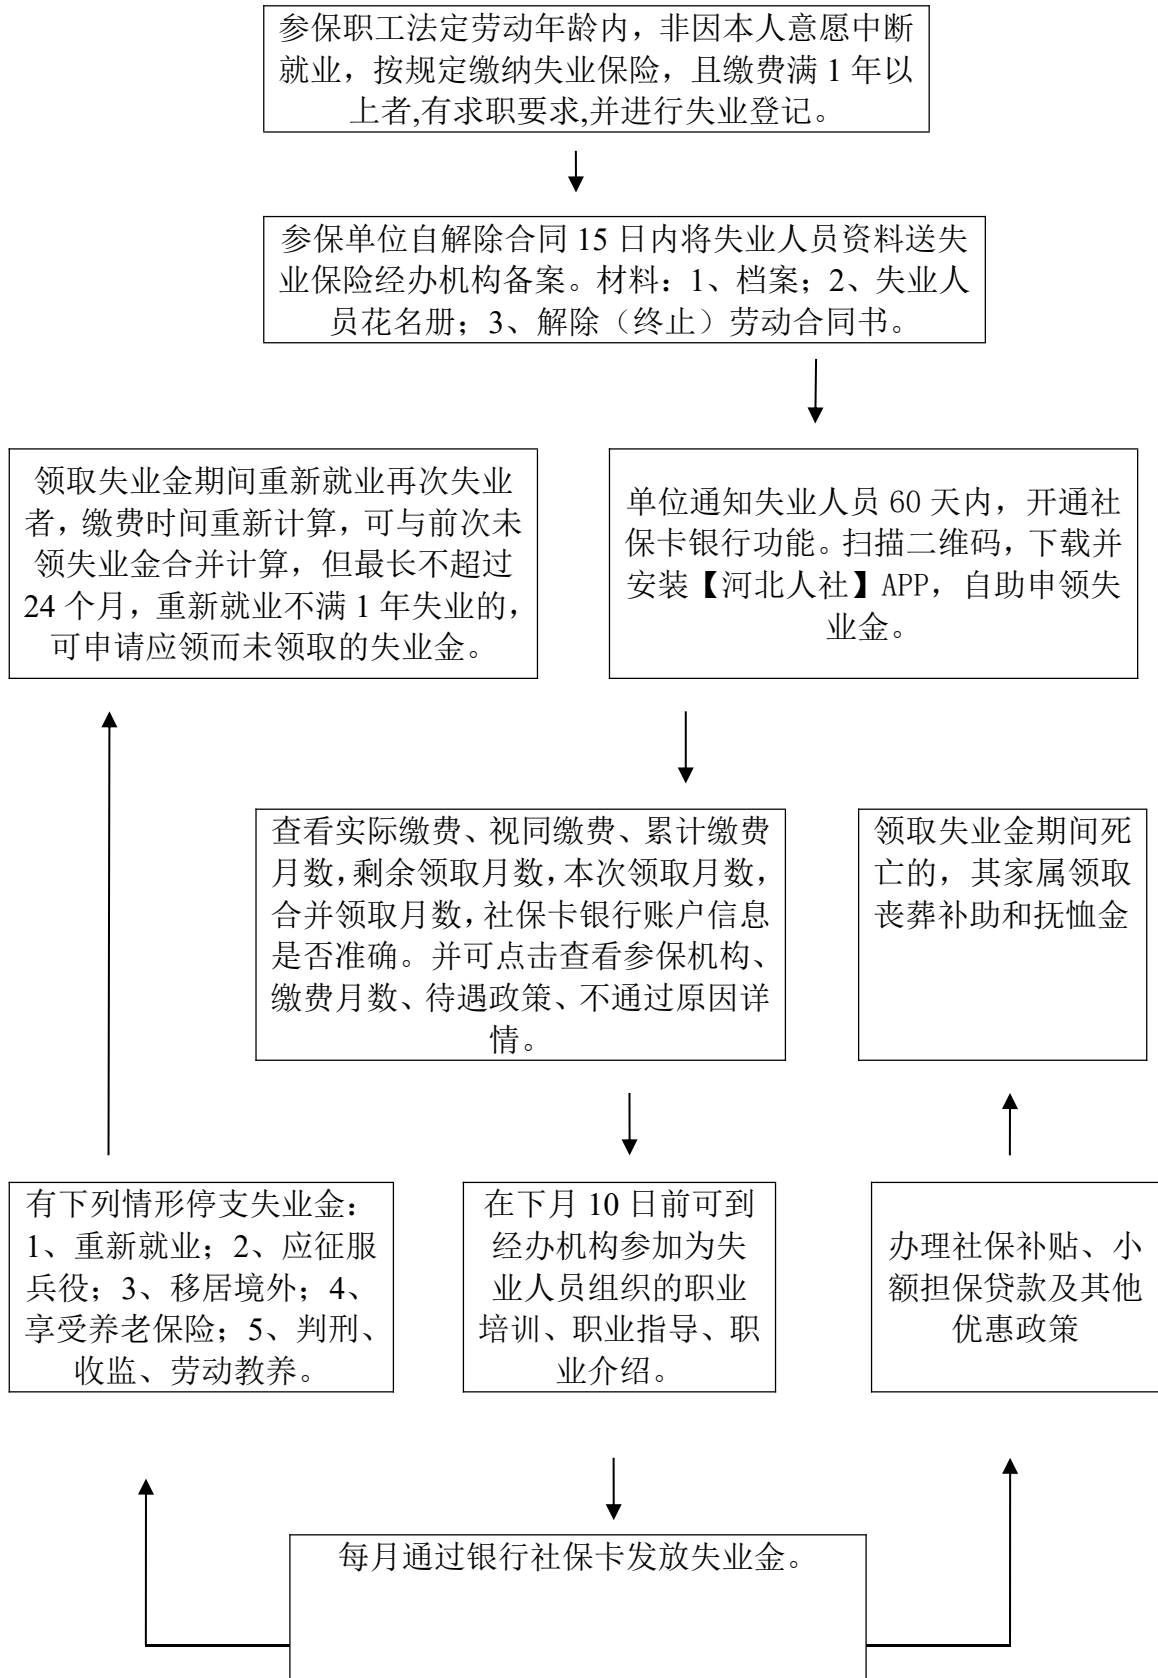 参保职工法定劳动年龄内，非因本人意愿中断
就业，按规定缴纳失业保险，且缴费满 1 年以
上者,有求职要求,并进行失业登记。
参保单位自解除合同 15 日内将失业人员资料送失
业保险经办机构备案。材料：1、档案；2、失业人
员花名册；3、解除（终止）劳动合同书。
领取失业金期间重新就业再次失业
者，缴费时间重新计算，可与前次未
领失业金合并计算，但最长不超过
24 个月，重新就业不满 1 年失业的，
可申请应领而未领取的失业金。
单位通知失业人员 60 天内，开通社
保卡银行功能。扫描二维码，下载并
安装【河北人社】APP，自助申领失
业金。
查看实际缴费、视同缴费、累计缴费
月数，剩余领取月数，本次领取月数，
合并领取月数，社保卡银行账户信息
是否准确。并可点击查看参保机构、
缴费月数、待遇政策、不通过原因详
情。
领取失业金期间死
亡的，其家属领取
丧葬补助和抚恤金
有下列情形停支失业金：
1、重新就业；2、应征服
兵役；3、移居境外；4、
享受养老保险；5、判刑、
收监、劳动教养。
在下月 10 日前可到
经办机构参加为失
业人员组织的职业
培训、职业指导、职
业介绍。
办理社保补贴、小
额担保贷款及其他
优惠政策
每月通过银行社保卡发放失业金。